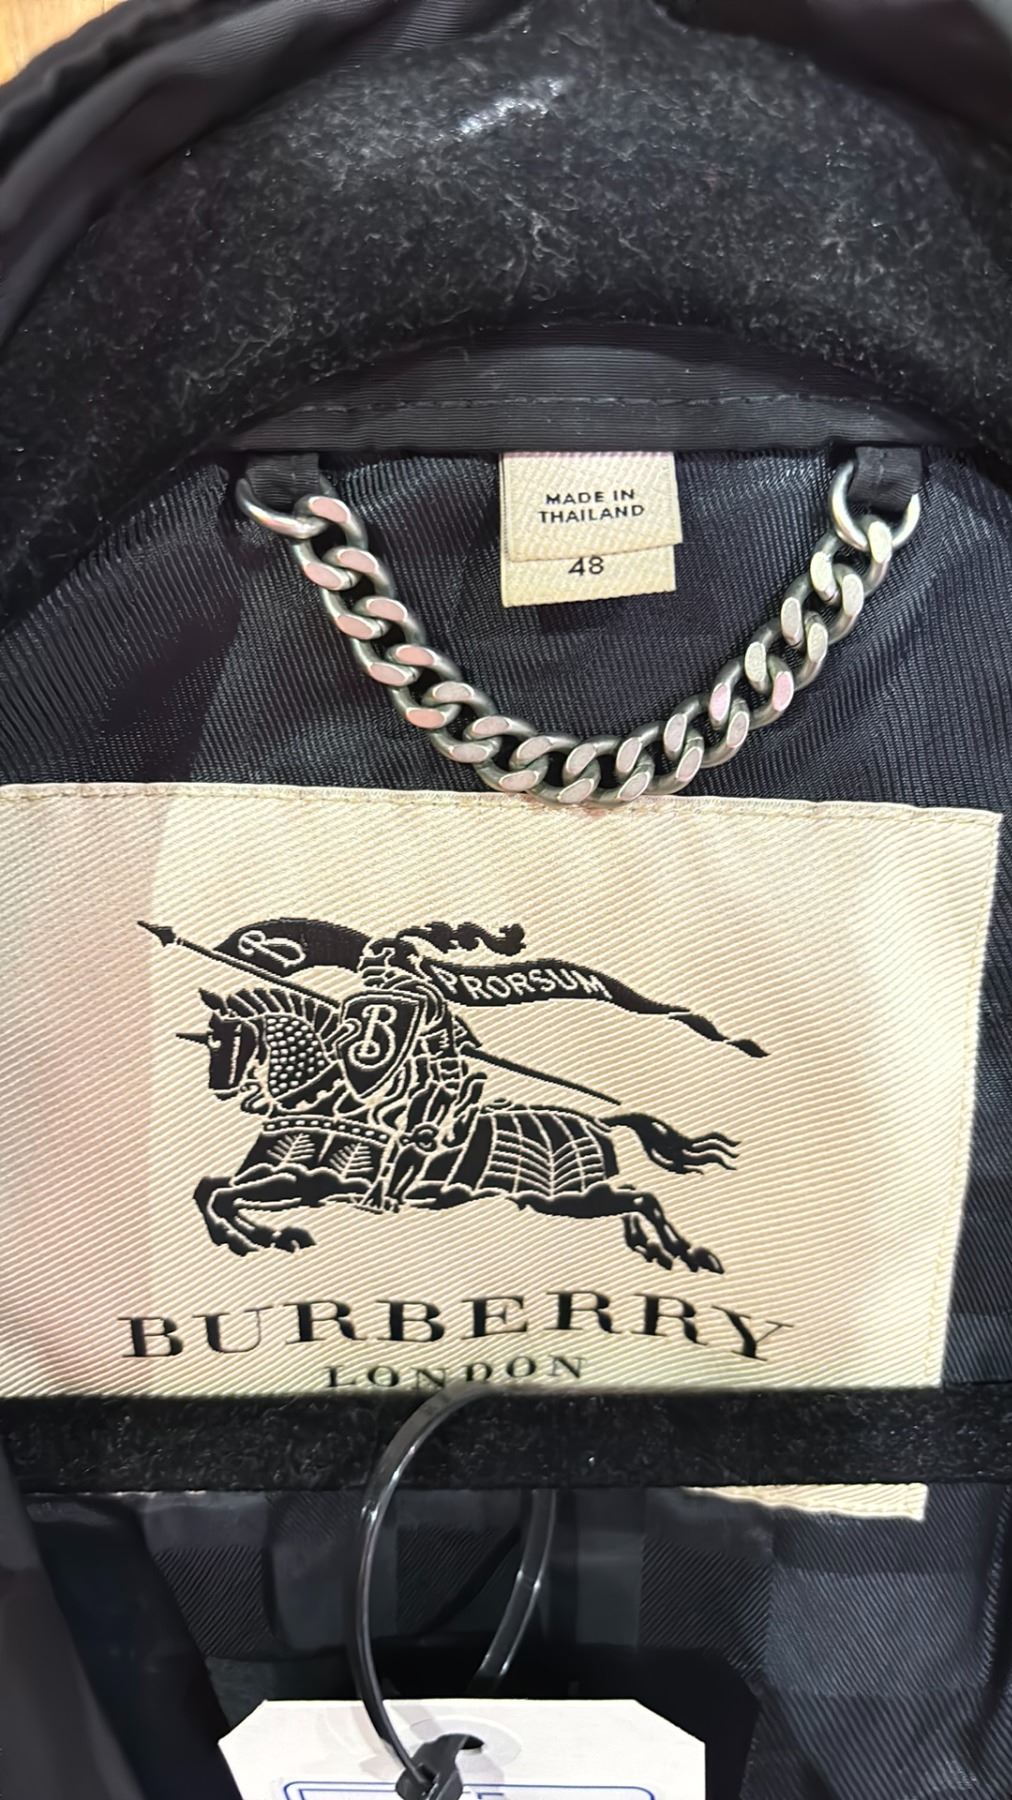 MADE IN
THAILAND
48
B
PRORSUM
B
BURBERRY
LONDON